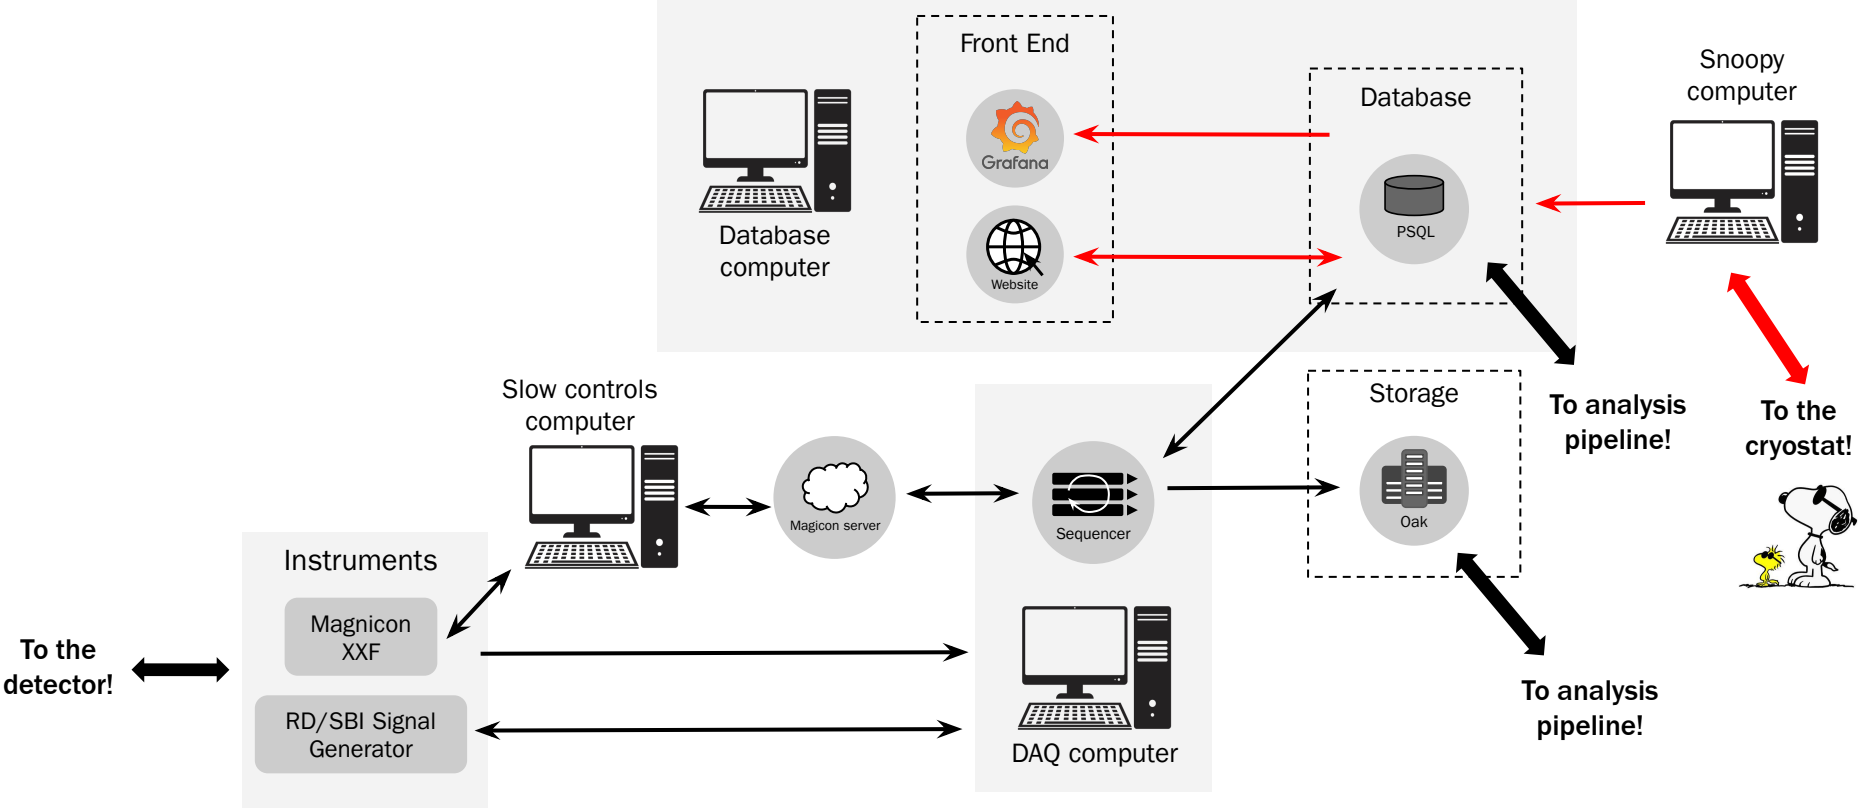 Front End
Grafana
Website
Database
computer
Database
PSQL
Snoopy
computer
Slow controls
computer
Magicon server
Sequencer
Storage
Oak
To analysis
pipeline!
To the
cryostat!
Instruments
Magnicon
XXF
RD/SBI Signal
Generator
To the
detector!
DAQ computer
To analysis
pipeline!